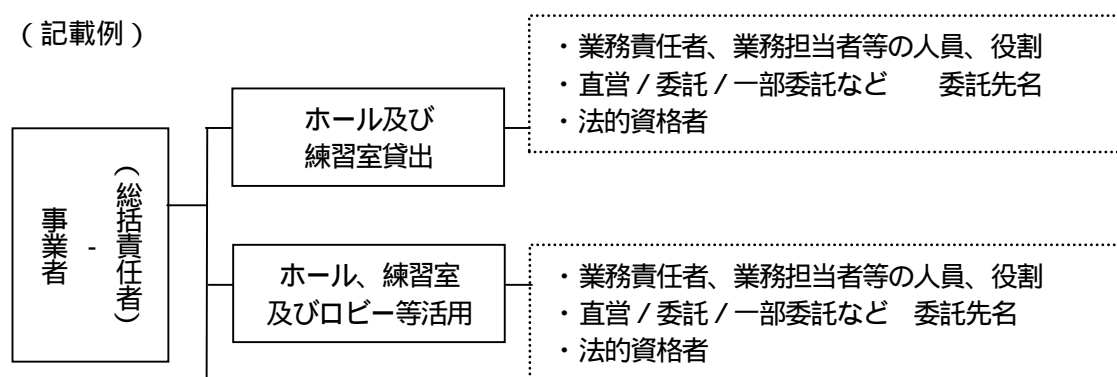 （記載例）
・業務責任者、業務担当者等の人員、役割
・直営／委託／一部委託など　　委託先名
・法的資格者
ホール及び
練習室貸出
事業者
-
（総括責任者）
ホール、練習室
及びロビー等活用
・業務責任者、業務担当者等の人員、役割
・直営／委託／一部委託など　委託先名
・法的資格者